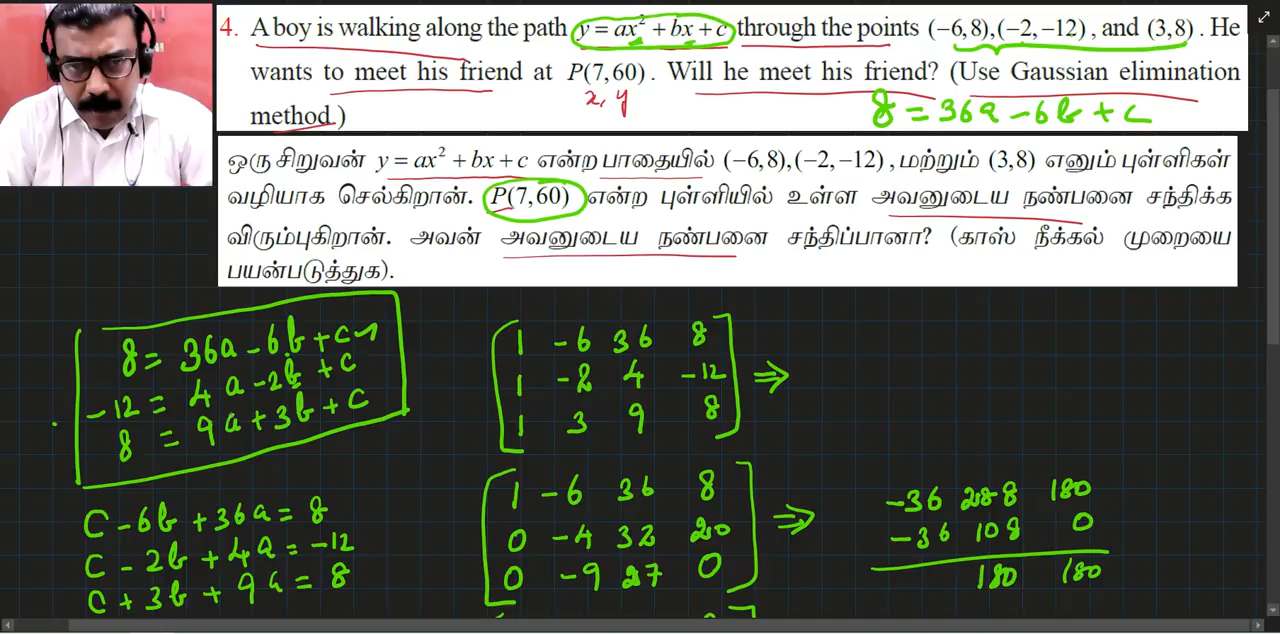 4. A boy is walking along the path y = ax² + bx + c through the points (−6,8),(−2,−12), and (3,8). He
wants to meet his friend at P(7,60). Will he meet his friend? (Use Gaussian elimination
x, y
8 = 36a − 6b + c
method.)
ஒரு சிறுவன் y = ax² + bx + c என்ற பாதையில் (−6,8),(−2,−12), மற்றும் (3,8) எனும் புள்ளிகள்
வழியாக செல்கிறான். P(7,60) என்ற புள்ளியில் உள்ள அவனுடைய நண்பனை சந்திக்க
விரும்புகிறான். அவன் அவனுடைய நண்பனை சந்திப்பானா? (காஸ் நீக்கல் முறையை
பயன்படுத்துக).
8 = 36a − 6b + c
−12 = 4a − 2b + c
8 = 9a + 3b + c
1 −6 36 8
1 −2 4 −12 ⇒
1 3 9 8
C − 6b + 36a = 8
C − 2b + 4a = −12
C + 3b + 9a = 8
1 −6 36 8
0 −4 32 20 ⇒
0 −9 27 0
−36 288 180
−36 108 0
180 180